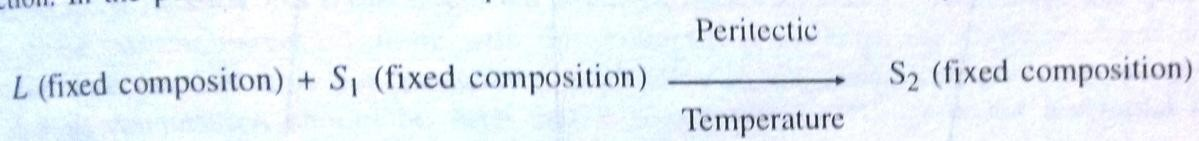 Peritectic
L (fixed compositon) + S₁ (fixed composition) ⟶ S₂ (fixed composition)
Temperature